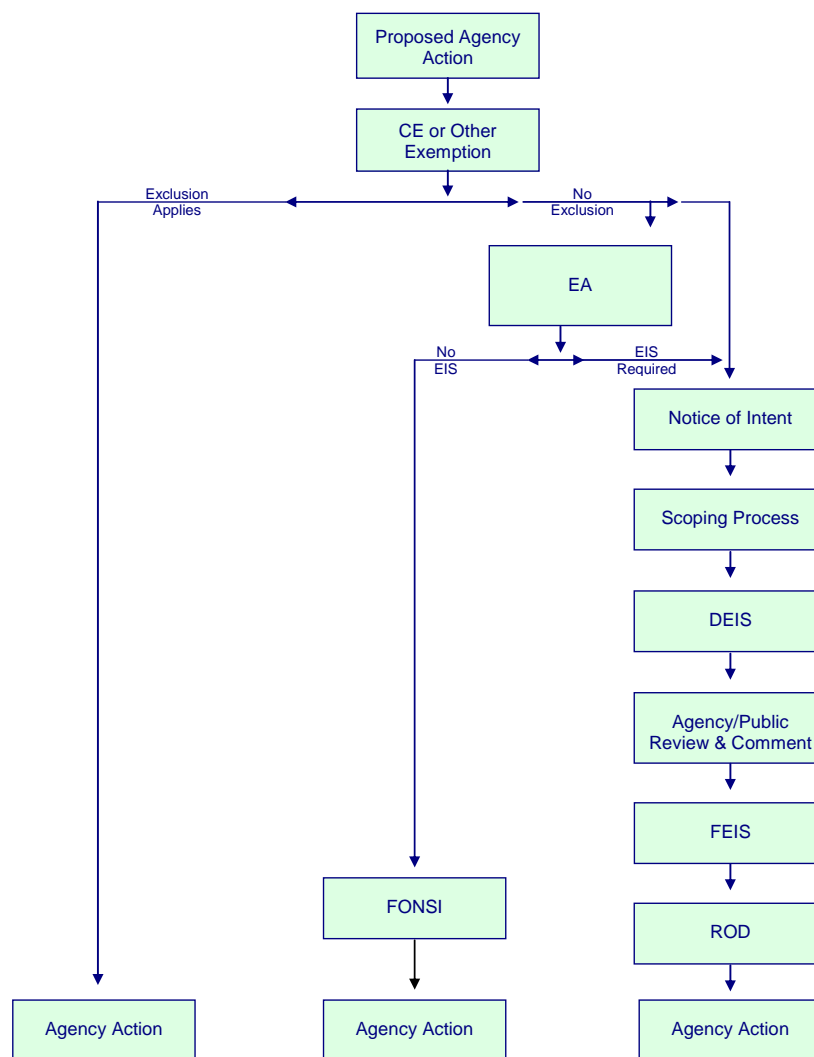 Proposed Agency
Action
CE or Other
Exemption
Exclusion
Applies
No
Exclusion
EA
No
EIS
EIS
Required
Notice of Intent
Scoping Process
DEIS
Agency/Public
Review & Comment
FEIS
FONSI
ROD
Agency Action
Agency Action
Agency Action